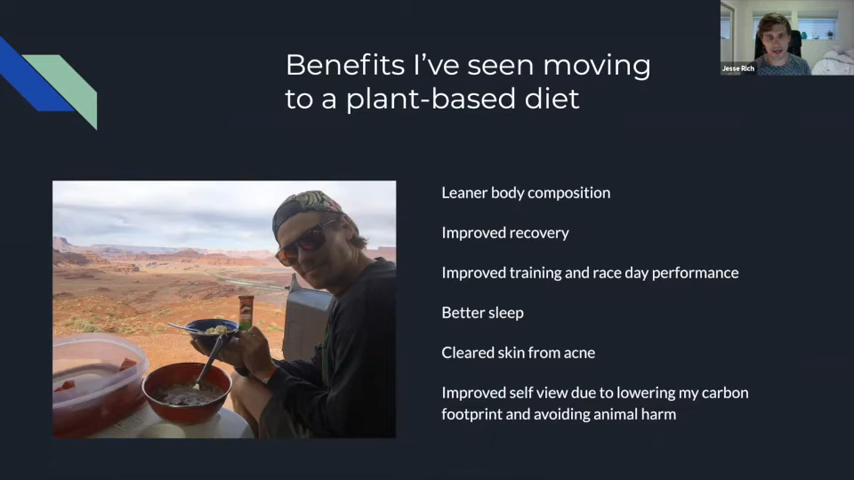 Benefits I've seen moving
to a plant-based diet
Jesse Rich
Leaner body composition
Improved recovery
Improved training and race day performance
Better sleep
Cleared skin from acne
Improved self view due to lowering my carbon
footprint and avoiding animal harm